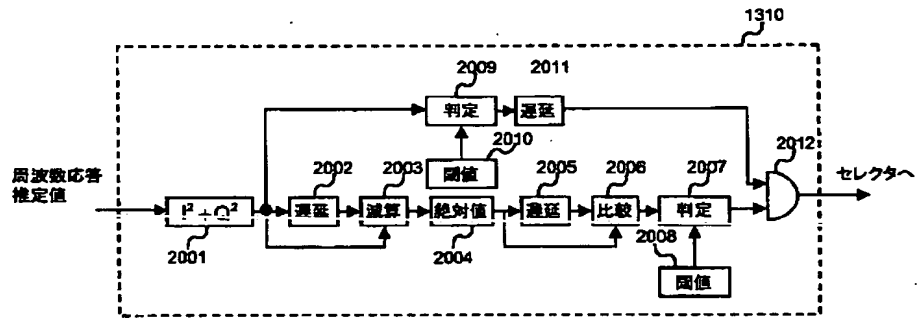 1310
2009
2011
判定
遅延
2010
2012
閾値
周波数応答
推定値
2002
2003
2005
2006
2007
セレクタへ
I²+Q²
遅延
減算
絶対値
遅延
比較
判定
2001
2004
2008
閾値